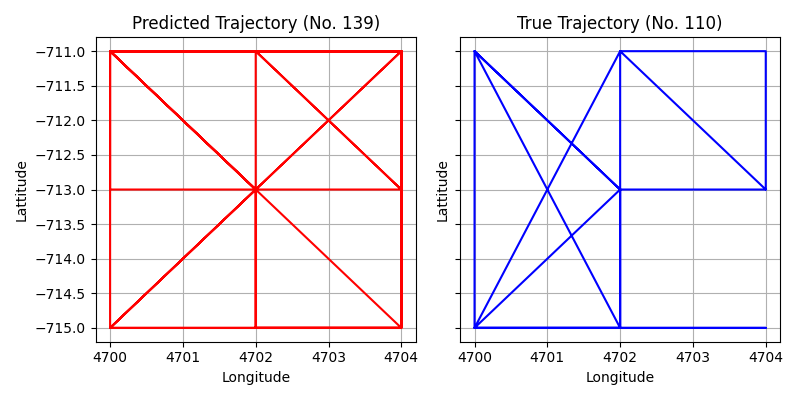 Predicted Trajectory (No. 139)
True Trajectory (No. 110)
Lattitude
−711.0
−711.5
−712.0
−712.5
−713.0
−713.5
−714.0
−714.5
−715.0
4700 4701 4702 4703 4704
Longitude
Lattitude
4700 4701 4702 4703 4704
Longitude